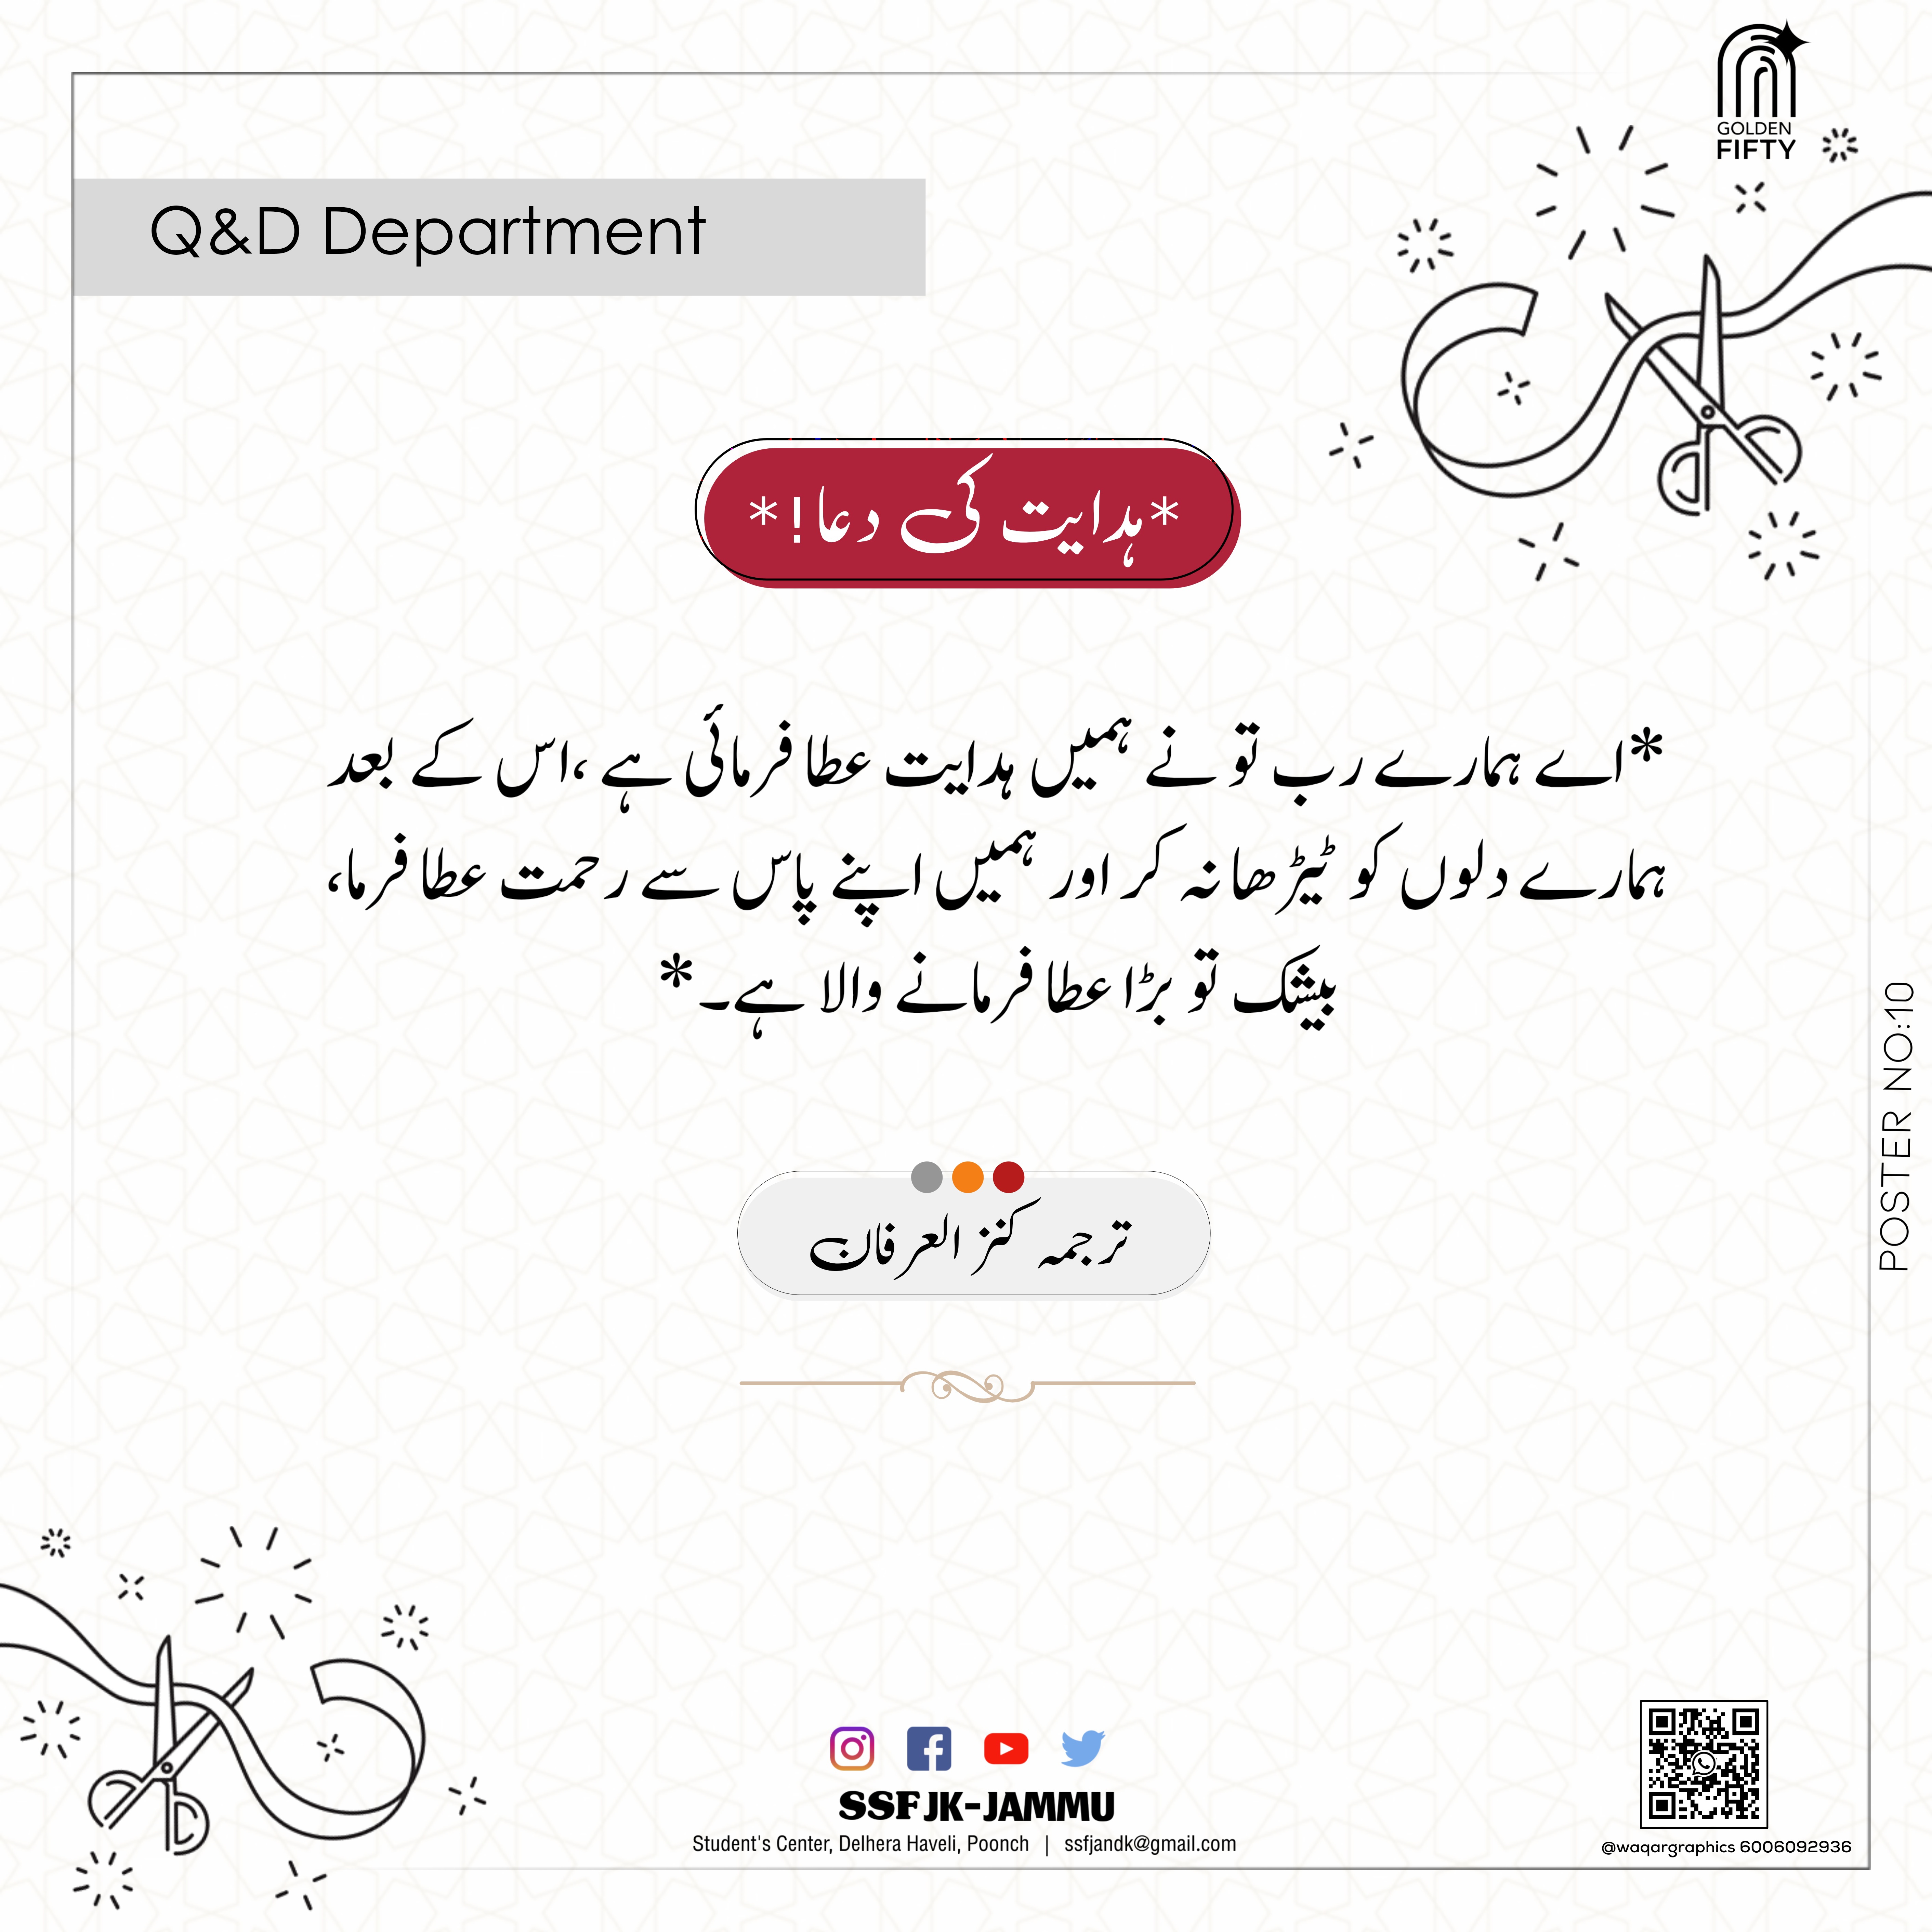 GOLDEN
FIFTY
Q&D Department
*ہدایت کی دعا!*
*اے ہمارے رب تو نے ہمیں ہدایت عطا فرمائی ہے ،اس کے بعد
ہمارے دلوں کو ٹیڑھا نہ کر اور ہمیں اپنے پاس سے رحمت عطا فرما،
بیشک تو بڑا عطا فرمانے والا ہے۔*
POSTER NO:10
ترجمہ کنز العرفان
SSF JK-JAMMU
Student's Center, Delhera Haveli, Poonch | ssfjandk@gmail.com
@waqargraphics 6006092936